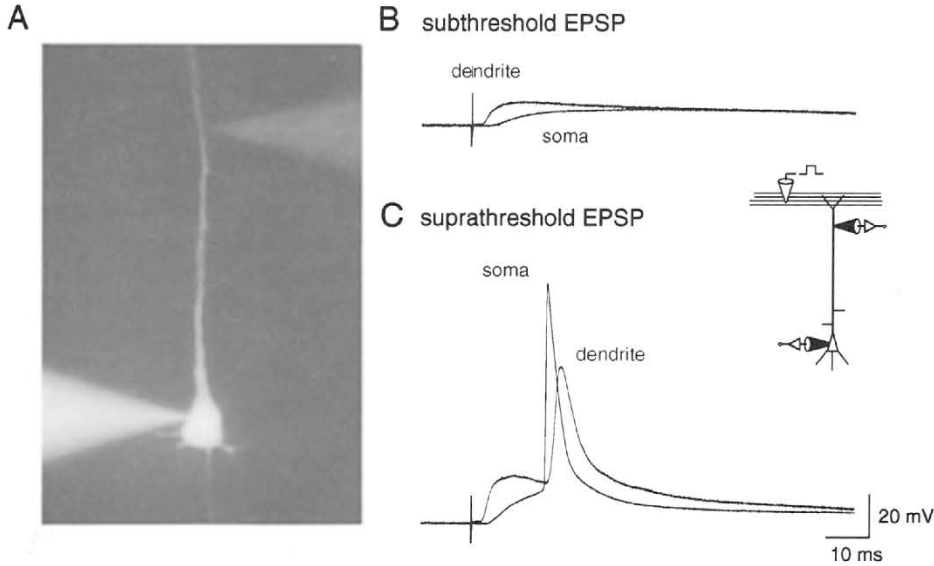 A
B subthreshold EPSP
dendrite
soma
C suprathreshold EPSP
soma
dendrite
20 mV
10 ms